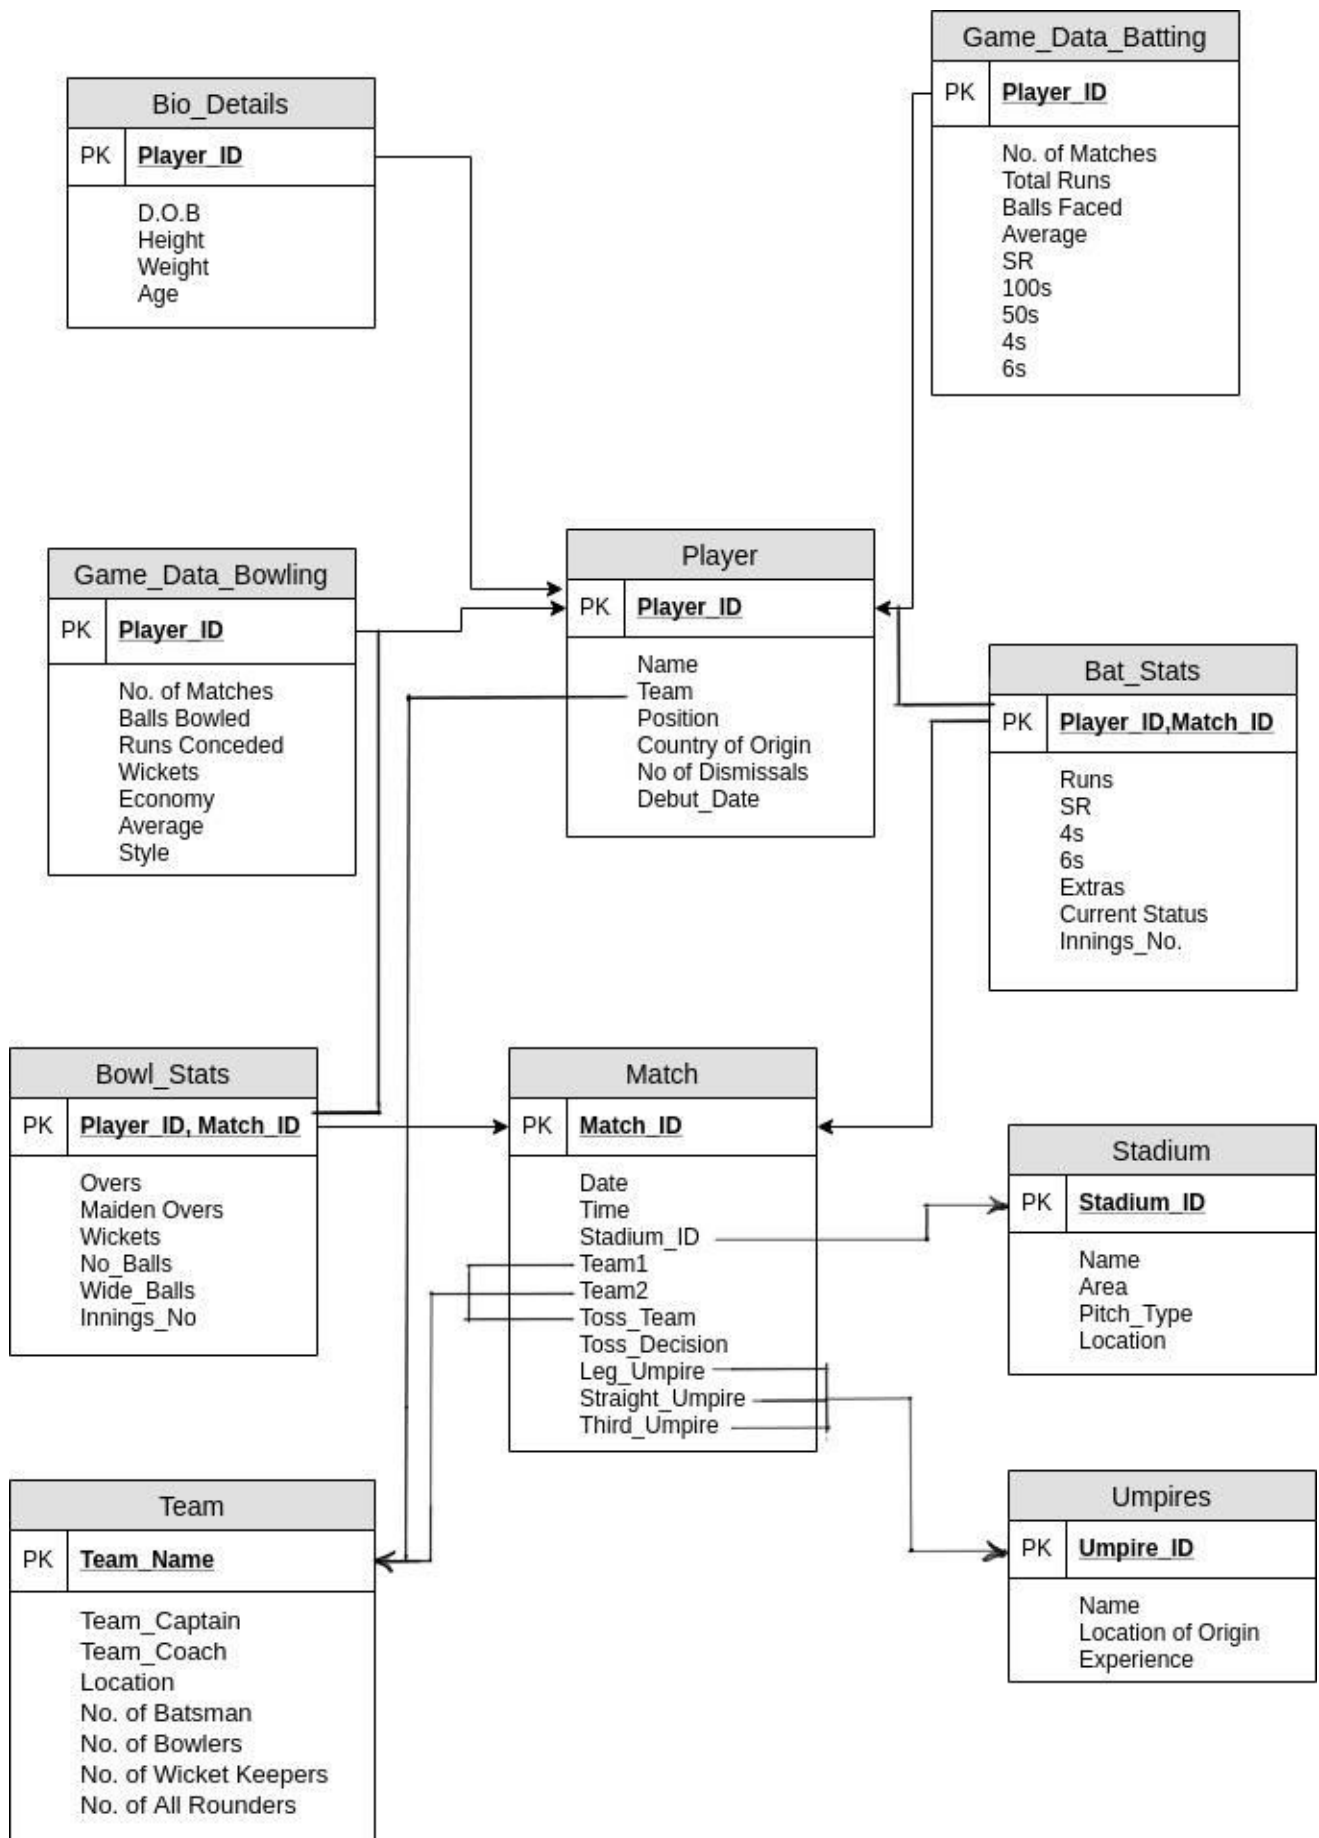 Game_Data_Batting
PK Player_ID
No. of Matches
Total Runs
Balls Faced
Average
SR
100s
50s
4s
6s
Bio_Details
PK Player_ID
D.O.B
Height
Weight
Age
Player
PK Player_ID
Name
Team
Position
Country of Origin
No of Dismissals
Debut_Date
Game_Data_Bowling
PK Player_ID
No. of Matches
Balls Bowled
Runs Conceded
Wickets
Economy
Average
Style
Bat_Stats
PK Player_ID,Match_ID
Runs
SR
4s
6s
Extras
Current Status
Innings_No.
Bowl_Stats
PK Player_ID, Match_ID
Overs
Maiden Overs
Wickets
No_Balls
Wide_Balls
Innings_No
Match
PK Match_ID
Date
Time
Stadium_ID
Team1
Team2
Toss_Team
Toss_Decision
Leg_Umpire
Straight_Umpire
Third_Umpire
Stadium
PK Stadium_ID
Name
Area
Pitch_Type
Location
Team
PK Team_Name
Team_Captain
Team_Coach
Location
No. of Batsman
No. of Bowlers
No. of Wicket Keepers
No. of All Rounders
Umpires
PK Umpire_ID
Name
Location of Origin
Experience